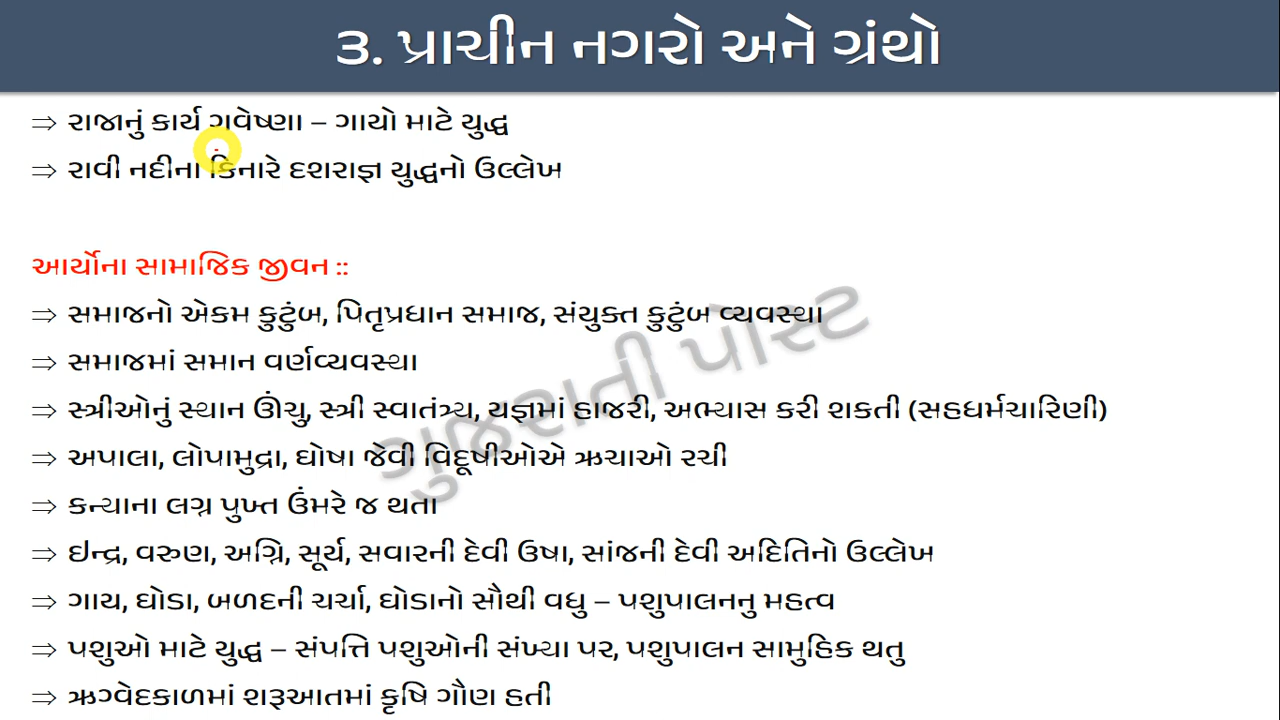 ૩. પ્રાચીન નગરો અને ગ્રંથો
⇒ રાજાનું કાર્ય ગવેષ્ણા – ગાયો માટે યુદ્ધ
⇒ રાવી નદીના કિનારે દશરાજ્ઞ યુદ્ધનો ઉલ્લેખ
આર્યોના સામાજિક જીવન ::
⇒ સમાજનો એકમ કુટુંબ, પિતૃપ્રધાન સમાજ, સંયુક્ત કુટુંબ વ્યવસ્થા
⇒ સમાજમાં સમાન વર્ણવ્યવસ્થા
⇒ સ્ત્રીઓનું સ્થાન ઊંચુ, સ્ત્રી સ્વાતંત્ર્ય, યજ્ઞમાં હાજરી, અભ્યાસ કરી શકતી (સહધર્મચારિણી)
⇒ અપાલા, લોપામુદ્રા, ઘોષા જેવી વિદૂષીઓએ ઋચાઓ રચી
⇒ કન્યાના લગ્ન પુખ્ત ઉંમરે જ થતા
⇒ ઇન્દ્ર, વરુણ, અગ્નિ, સૂર્ય, સવારની દેવી ઉષા, સાંજની દેવી અદિતિનો ઉલ્લેખ
⇒ ગાય, ઘોડા, બળદની ચર્ચા, ઘોડાનો સૌથી વધુ – પશુપાલનનુ મહત્વ
⇒ પશુઓ માટે યુદ્ધ – સંપત્તિ પશુઓની સંખ્યા પર, પશુપાલન સામુહિક થતુ
⇒ ઋગ્વેદકાળમાં શરૂઆતમાં કૃષિ ગૌણ હતી
ગુજરાતી પોસ્ટ